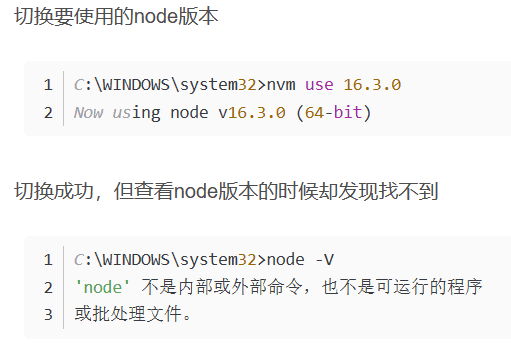 切换要使用的node版本
1 C:\WINDOWS\system32>nvm use 16.3.0
2 Now using node v16.3.0 (64-bit)
切换成功，但查看node版本的时候却发现找不到
1 C:\WINDOWS\system32>node -V
2 'node' 不是内部或外部命令，也不是可运行的程序
3 或批处理文件。